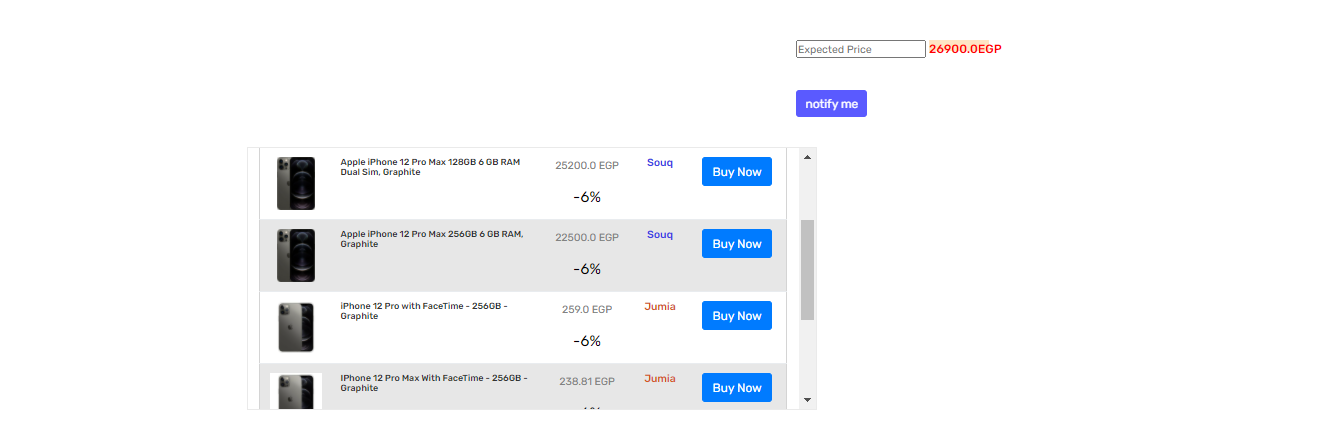 Expected Price 26900.0EGP
notify me
Apple iPhone 12 Pro Max 128GB 6 GB RAM
Dual Sim, Graphite
25200.0 EGP
-6%
Souq
Buy Now
Apple iPhone 12 Pro Max 256GB 6 GB RAM,
Graphite
22500.0 EGP
-6%
Souq
Buy Now
iPhone 12 Pro with FaceTime - 256GB -
Graphite
259.0 EGP
-6%
Jumia
Buy Now
IPhone 12 Pro Max With FaceTime - 256GB -
Graphite
238.81 EGP
Jumia
Buy Now